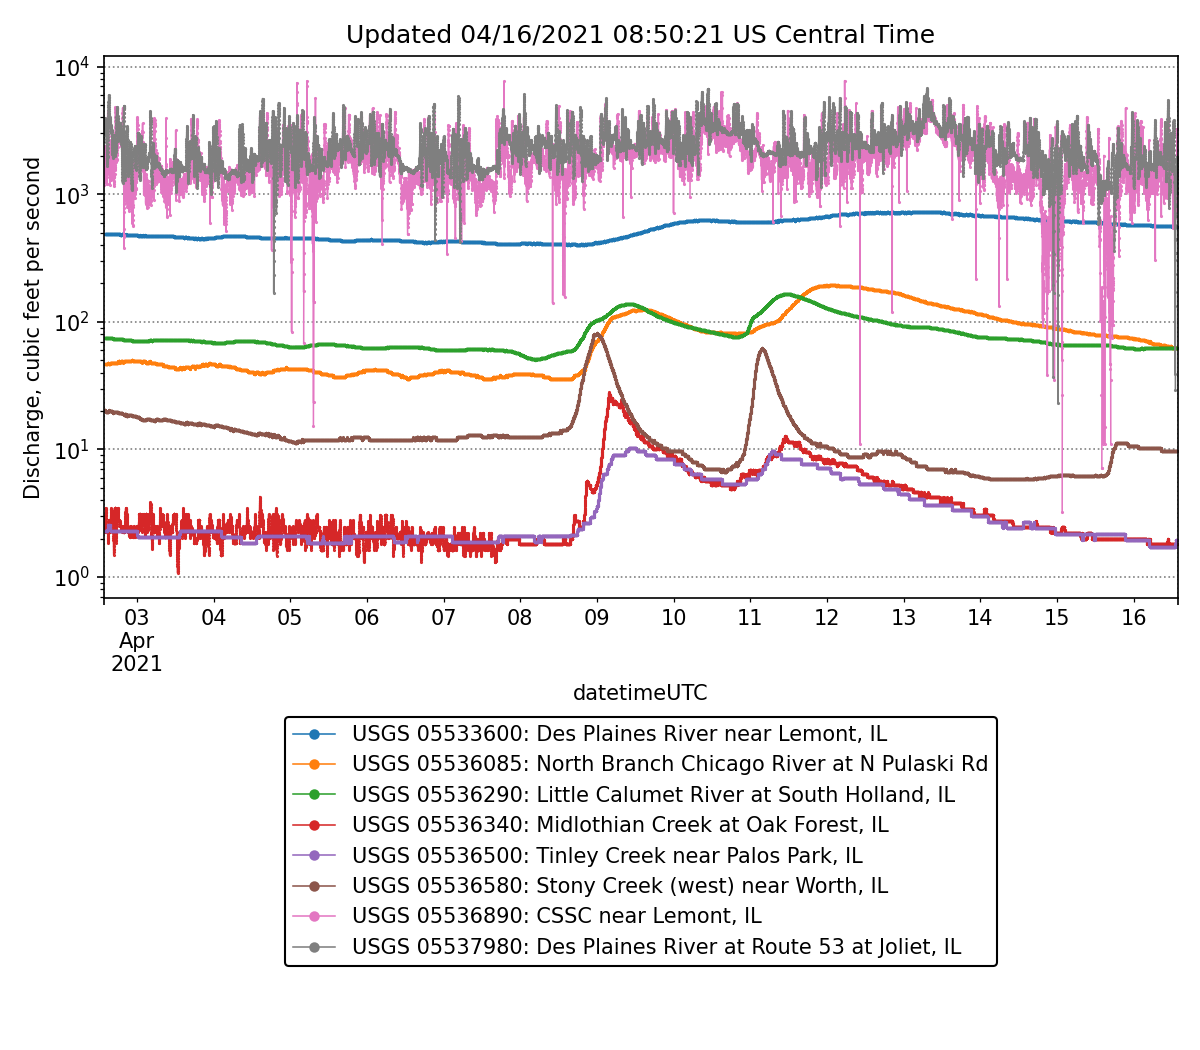 Updated 04/16/2021 08:50:21 US Central Time
Discharge, cubic feet per second
10^4
10^3
10^2
10^1
10^0
03 04 05 06 07 08 09 10 11 12 13 14 15 16
Apr
2021
datetimeUTC
USGS 05533600: Des Plaines River near Lemont, IL
USGS 05536085: North Branch Chicago River at N Pulaski Rd
USGS 05536290: Little Calumet River at South Holland, IL
USGS 05536340: Midlothian Creek at Oak Forest, IL
USGS 05536500: Tinley Creek near Palos Park, IL
USGS 05536580: Stony Creek (west) near Worth, IL
USGS 05536890: CSSC near Lemont, IL
USGS 05537980: Des Plaines River at Route 53 at Joliet, IL